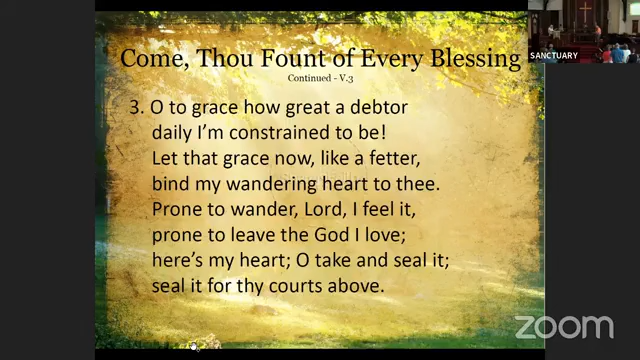 Come, Thou Fount of Every Blessing
Continued - V.3
SANCTUARY
3. O to grace how great a debtor
daily I'm constrained to be!
Let that grace now, like a fetter,
bind my wandering heart to thee.
Prone to wander, Lord, I feel it,
prone to leave the God I love;
here's my heart; O take and seal it;
seal it for thy courts above.
zoom